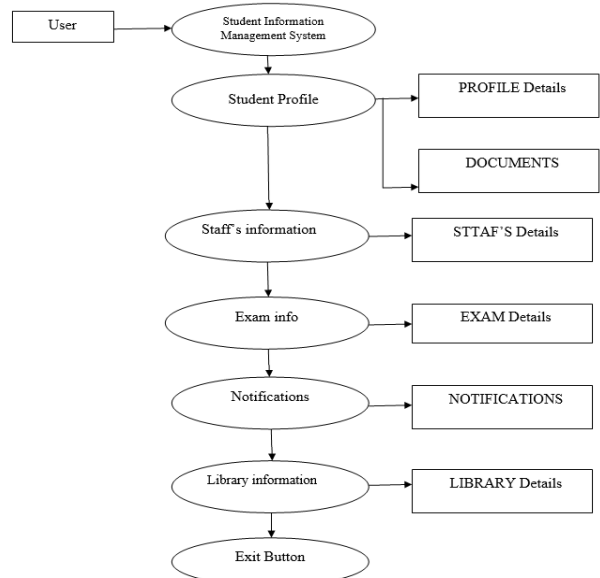 User
Student Information
Management System
Student Profile
PROFILE Details
DOCUMENTS
Staff's information
STTAF'S Details
Exam info
EXAM Details
Notifications
NOTIFICATIONS
Library information
LIBRARY Details
Exit Button